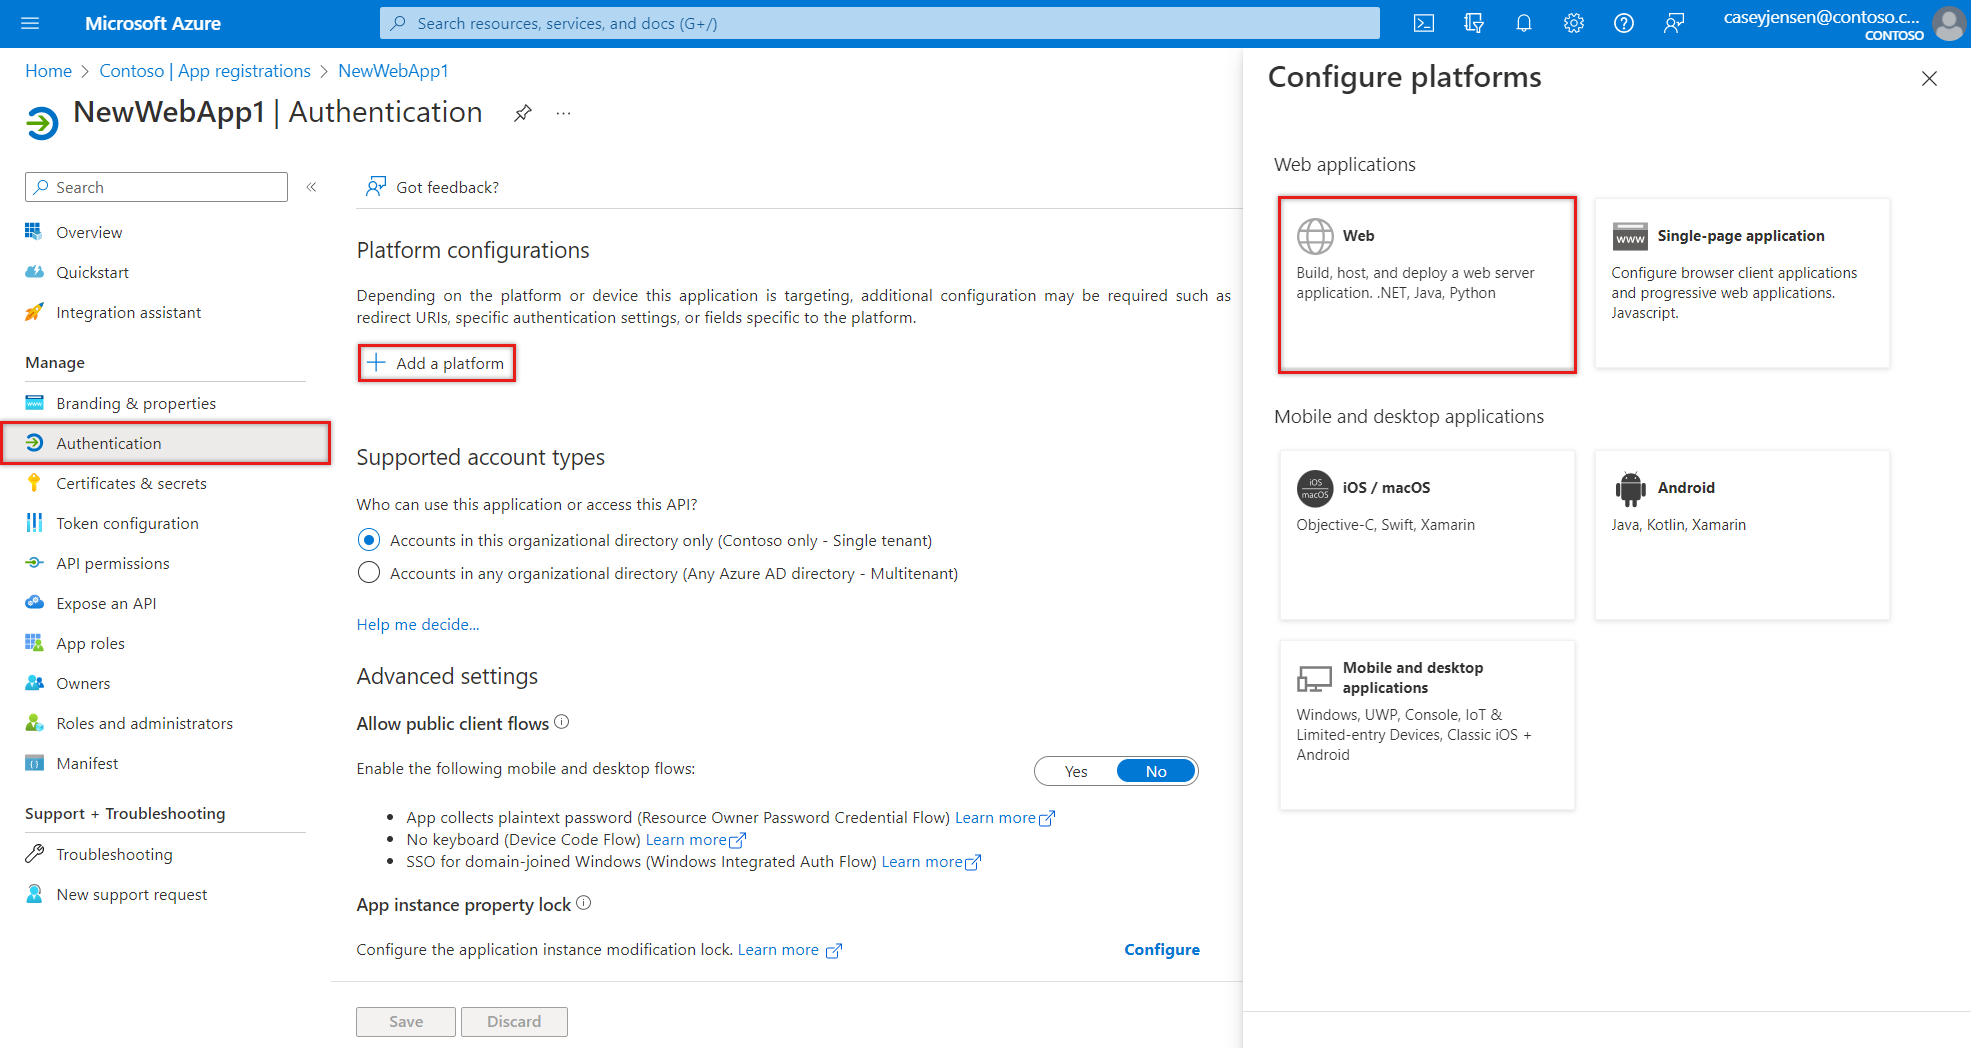 Microsoft Azure
Search resources, services, and docs (G+/)
caseyjensen@contoso.c...
CONTOSO
Home > Contoso | App registrations > NewWebApp1
NewWebApp1 | Authentication
...
Search
«
Overview
Quickstart
Integration assistant
Manage
Branding & properties
Authentication
Certificates & secrets
Token configuration
API permissions
Expose an API
App roles
Owners
Roles and administrators
Manifest
Support + Troubleshooting
Troubleshooting
New support request
Got feedback?
Platform configurations
Depending on the platform or device this application is targeting, additional configuration may be required such as
redirect URIs, specific authentication settings, or fields specific to the platform.
Add a platform
Supported account types
Who can use this application or access this API?
Accounts in this organizational directory only (Contoso only - Single tenant)
Accounts in any organizational directory (Any Azure AD directory - Multitenant)
Help me decide...
Advanced settings
Allow public client flows
Enable the following mobile and desktop flows:
Yes No
• App collects plaintext password (Resource Owner Password Credential Flow) Learn more
• No keyboard (Device Code Flow) Learn more
• SSO for domain-joined Windows (Windows Integrated Auth Flow) Learn more
App instance property lock
Configure the application instance modification lock. Learn more
Configure
Save Discard
Configure platforms
Web applications
Web
Build, host, and deploy a web server
application. .NET, Java, Python
www
Single-page application
Configure browser client applications
and progressive web applications.
Javascript.
Mobile and desktop applications
iOS
macOS
iOS / macOS
Objective-C, Swift, Xamarin
Android
Java, Kotlin, Xamarin
Mobile and desktop
applications
Windows, UWP, Console, IoT &
Limited-entry Devices, Classic iOS +
Android